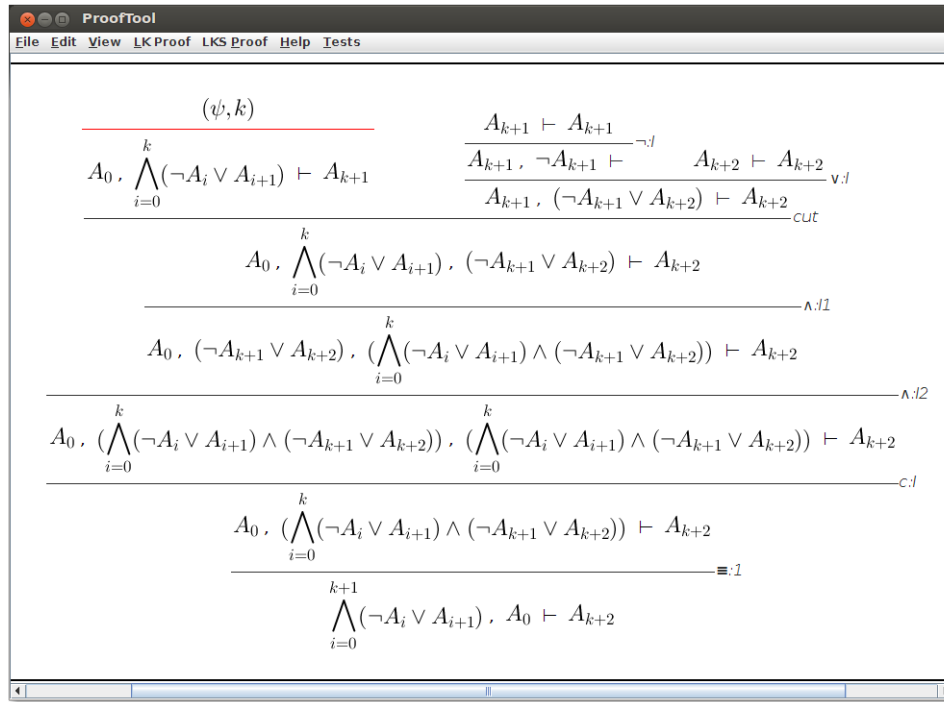 ProofTool
File Edit View LK Proof LKS Proof Help Tests
(ψ, k)
A_{k+1} ⊢ A_{k+1}
¬:l
A_0 , ⋀_{i=0}^{k}(¬A_i ∨ A_{i+1}) ⊢ A_{k+1}
A_{k+1} , ¬A_{k+1} ⊢ A_{k+2} ⊢ A_{k+2}
∨:l
A_{k+1} , (¬A_{k+1} ∨ A_{k+2}) ⊢ A_{k+2}
cut
A_0 , ⋀_{i=0}^{k}(¬A_i ∨ A_{i+1}) , (¬A_{k+1} ∨ A_{k+2}) ⊢ A_{k+2}
∧:l1
A_0 , (¬A_{k+1} ∨ A_{k+2}) , (⋀_{i=0}^{k}(¬A_i ∨ A_{i+1}) ∧ (¬A_{k+1} ∨ A_{k+2})) ⊢ A_{k+2}
∧:l2
A_0 , (⋀_{i=0}^{k}(¬A_i ∨ A_{i+1}) ∧ (¬A_{k+1} ∨ A_{k+2})) , (⋀_{i=0}^{k}(¬A_i ∨ A_{i+1}) ∧ (¬A_{k+1} ∨ A_{k+2})) ⊢ A_{k+2}
c:l
A_0 , (⋀_{i=0}^{k}(¬A_i ∨ A_{i+1}) ∧ (¬A_{k+1} ∨ A_{k+2})) ⊢ A_{k+2}
≡:1
⋀_{i=0}^{k+1}(¬A_i ∨ A_{i+1}) , A_0 ⊢ A_{k+2}